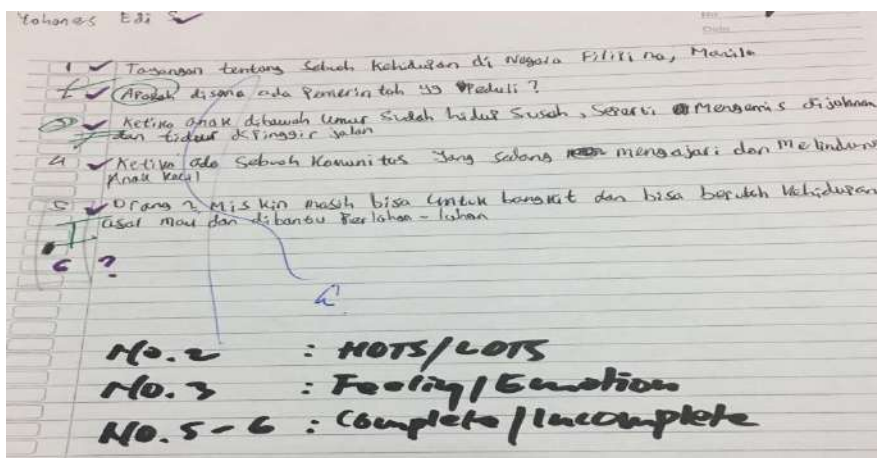 Yohanes Edi S
No
Date
1 Tayangan tentang Sebuah Kehidupan di Negara Filipina, Manila
2 Apakah disana ada Pemerintah yg Peduli ?
3 Ketika anak dibawah Umur Sudah hidup Susah, Seperti Mengemis dijalanan
dan tidur dipinggir jalan
4 Ketika ada Sebuah Komunitas yang sedang mengajari dan Melindungi
Anak Kecil
5 Orang 2 Miskin masih bisa untuk bangkit dan bisa berubah Kehidupan
asal mau dan dibantu Perlahan - lahan
6 ?
No. 2 : HOTS/LOTS
No. 3 : Feeling/Emotion
No. 5 - 6 : Complete/Incomplete